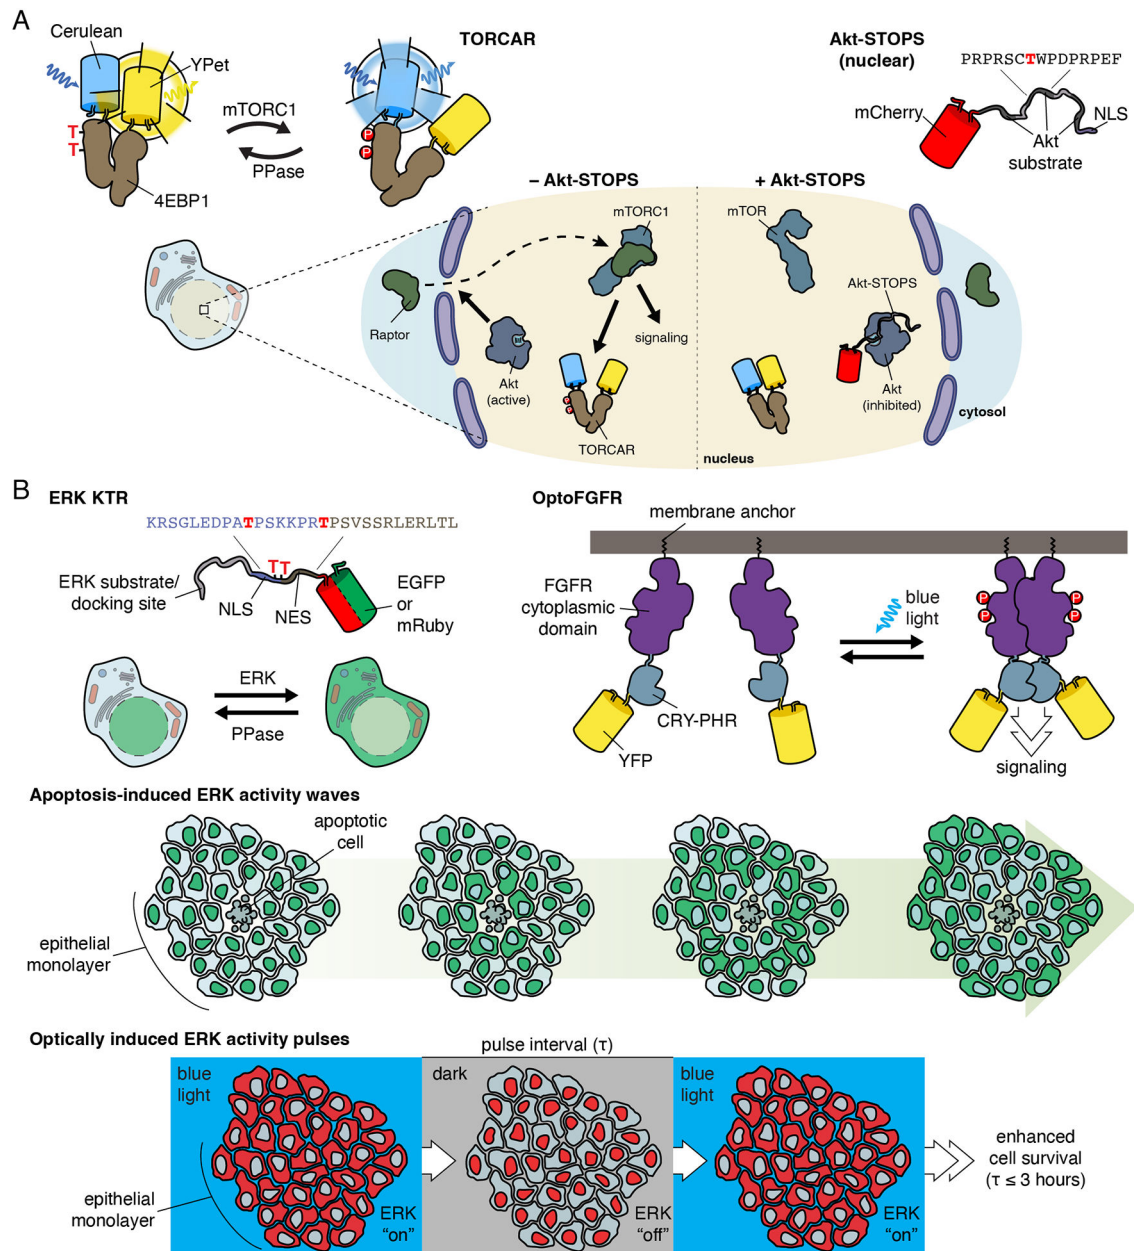 A
Cerulean
YPet
mTORC1
PPase
T
T
4EBP1
TORCAR
P
P
Akt-STOPS
(nuclear)
PRPRSCTWPDPRPEF
mCherry
NLS
Akt
substrate
– Akt-STOPS
+ Akt-STOPS
mTORC1
mTOR
Raptor
Akt
(active)
signaling
P
P
TORCAR
Akt-STOPS
Akt
(inhibited)
cytosol
nucleus
B
ERK KTR
KRSGLEDPATPSKKPRTPSVSSRLERLTL
TT
ERK substrate/
docking site
NLS
NES
EGFP
or
mRuby
ERK
PPase
OptoFGFR
membrane anchor
FGFR
cytoplasmic
domain
CRY-PHR
YFP
blue
light
P
P
P
P
signaling
Apoptosis-induced ERK activity waves
apoptotic
cell
epithelial
monolayer
Optically induced ERK activity pulses
pulse interval (τ)
blue
light
dark
blue
light
epithelial
monolayer
ERK
“on”
ERK
“off”
ERK
“on”
enhanced
cell survival
(τ ≤ 3 hours)